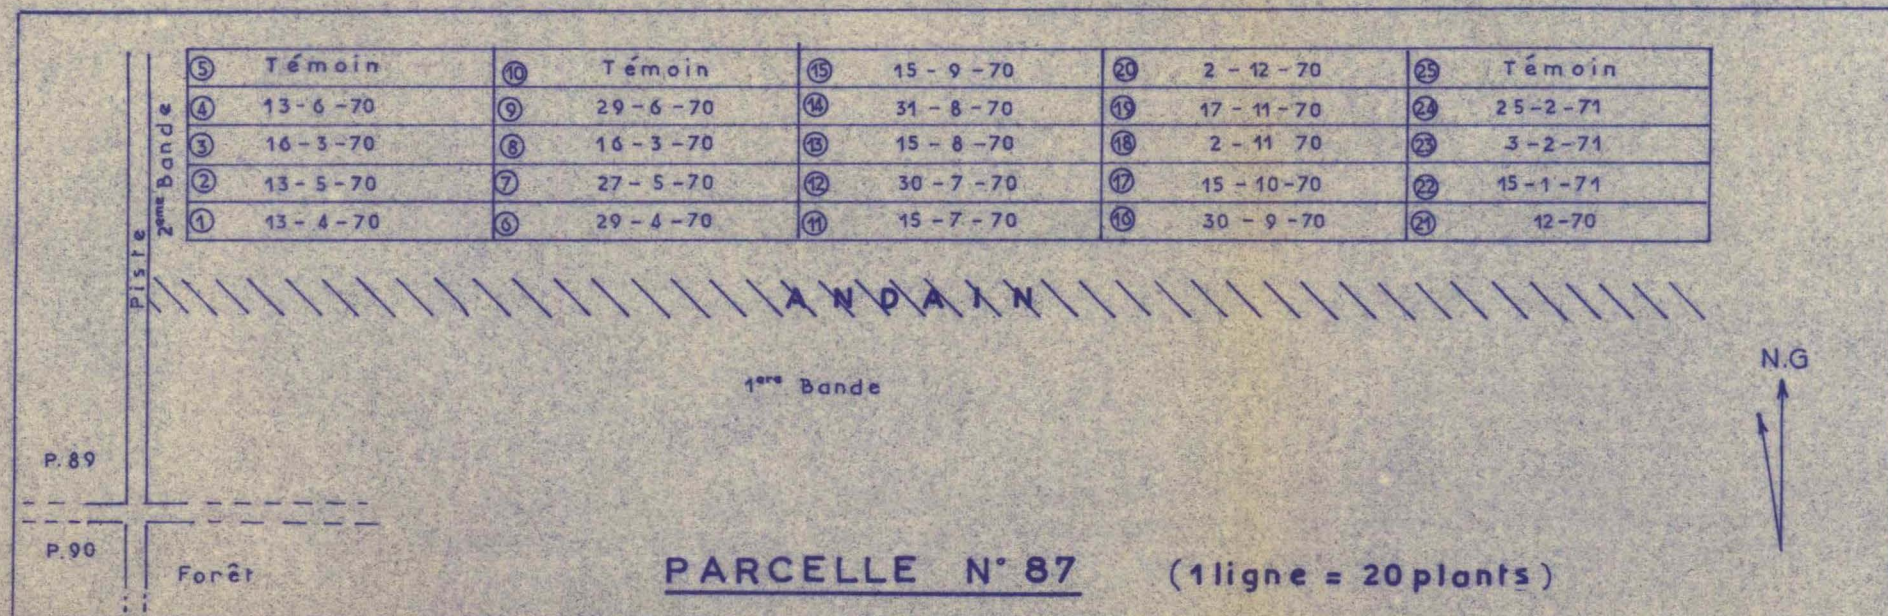 ⑤ Témoin ⑩ Témoin ⑮ 15 - 9 - 70 ⑳ 2 - 12 - 70 ㉕ Témoin
④ 13 - 6 - 70 ⑨ 29 - 6 - 70 ⑭ 31 - 8 - 70 ⑲ 17 - 11 - 70 ㉔ 25 - 2 - 71
③ 16 - 3 - 70 ⑧ 16 - 3 - 70 ⑬ 15 - 8 - 70 ⑱ 2 - 11 70 ㉓ 3 - 2 - 71
② 13 - 5 - 70 ⑦ 27 - 5 - 70 ⑫ 30 - 7 - 70 ⑰ 15 - 10 - 70 ㉒ 15 - 1 - 71
① 13 - 4 - 70 ⑥ 29 - 4 - 70 ⑪ 15 - 7 - 70 ⑯ 30 - 9 - 70 ㉑ 12 - 70
2eme Bande
Piste
ANDAIN
1ere Bande
N.G
P. 89
P. 90
Forêt
PARCELLE N° 87 (1 ligne = 20 plants)